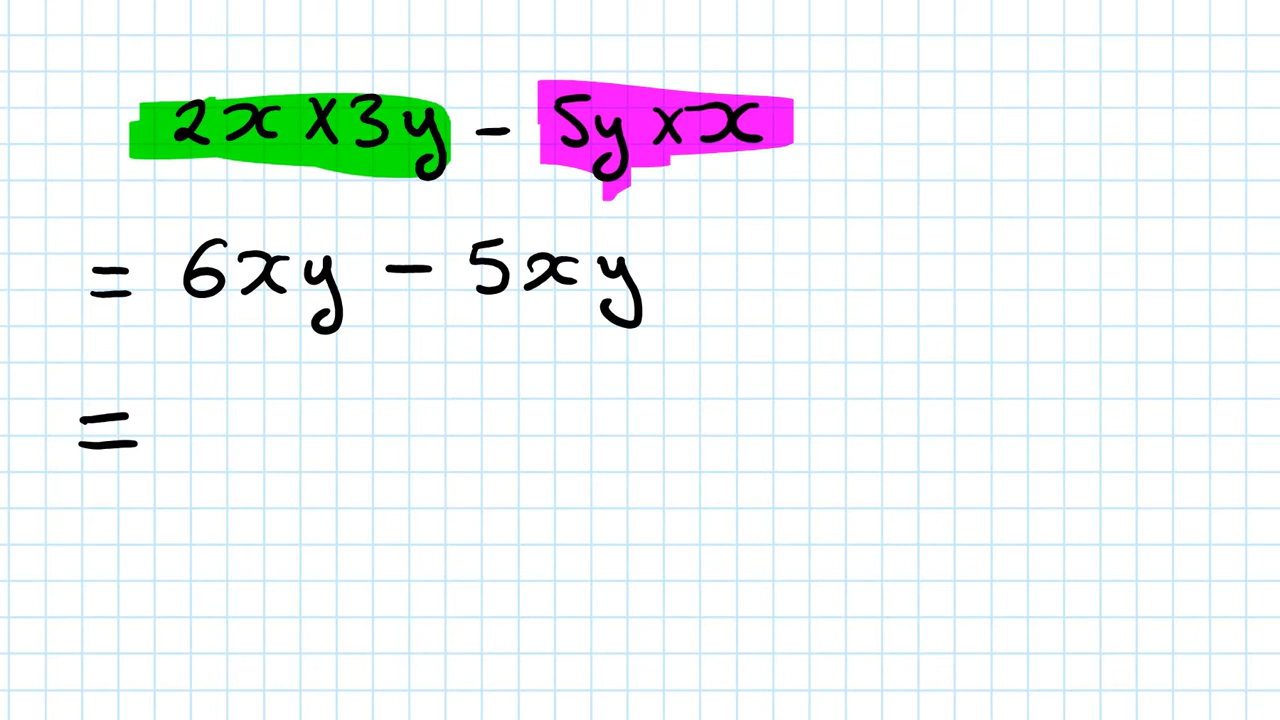 2x × 3y - 5y × x
= 6xy - 5xy
=